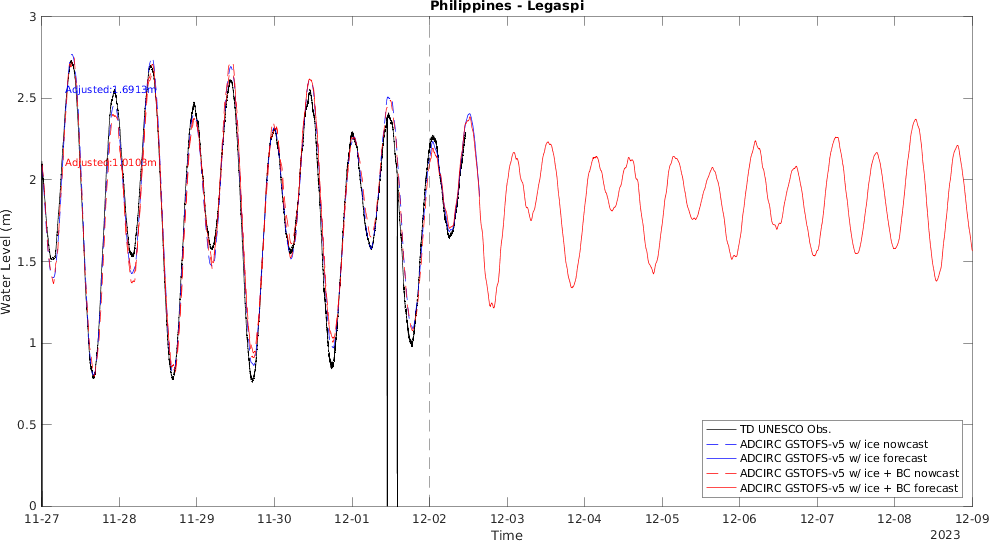 Philippines - Legaspi
3
2.5
2
1.5
1
0.5
0
Water Level (m)
Adjusted:1.6913m
Adjusted:1.0103m
TD UNESCO Obs.
ADCIRC GSTOFS-v5 w/ ice nowcast
ADCIRC GSTOFS-v5 w/ ice forecast
ADCIRC GSTOFS-v5 w/ ice + BC nowcast
ADCIRC GSTOFS-v5 w/ ice + BC forecast
11-27 11-28 11-29 11-30 12-01 12-02 12-03 12-04 12-05 12-06 12-07 12-08 12-09
Time
2023